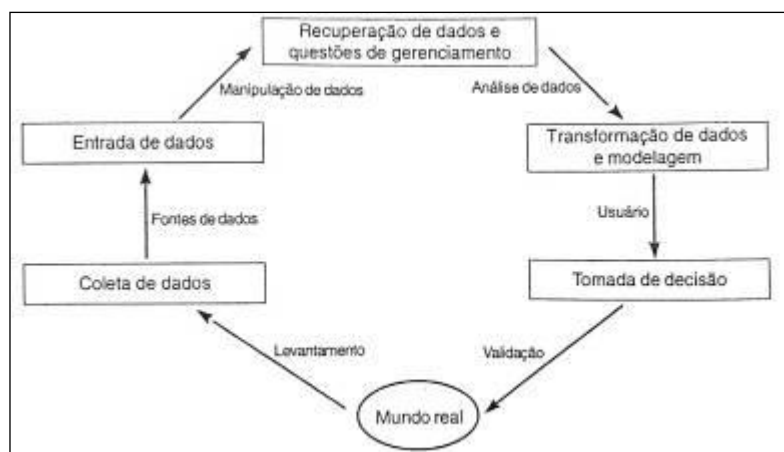 Recuperação de dados e
questões de gerenciamento
Manipulação de dados
Análise de dados
Entrada de dados
Transformação de dados
e modelagem
Fontes de dados
Usuário
Coleta de dados
Tomada de decisão
Levantamento
Validação
Mundo real